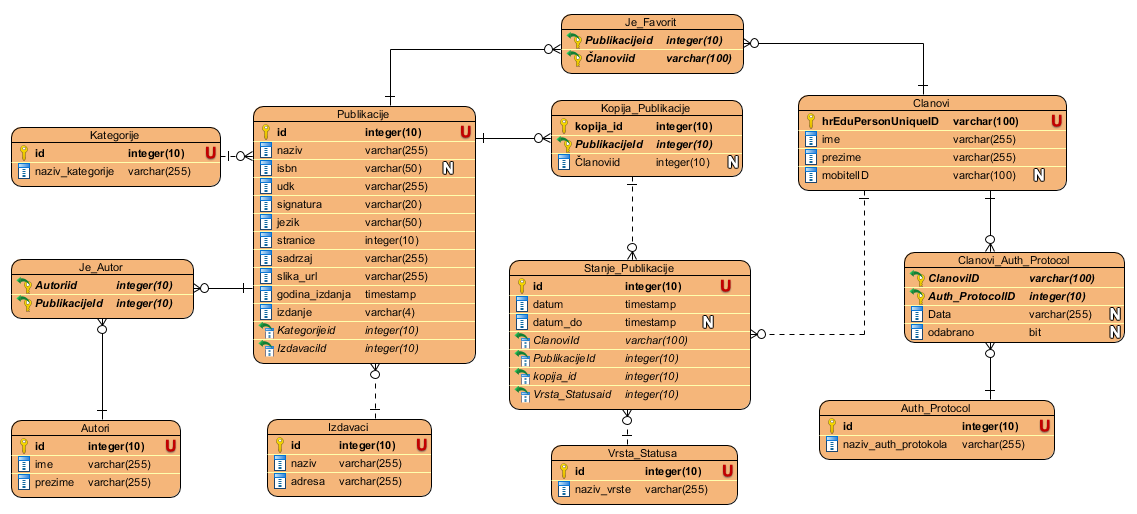 Je_Favorit
Publikacijeid integer(10)
Članoviid varchar(100)
Publikacije
id integer(10) U
naziv varchar(255)
isbn varchar(50) N
udk varchar(255)
signatura varchar(20)
jezik varchar(50)
stranice integer(10)
sadrzaj varchar(255)
slika_url varchar(255)
godina_izdanja timestamp
izdanje varchar(4)
Kategorijeid integer(10)
IzdavaciId integer(10)
Kopija_Publikacije
kopija_id integer(10)
PublikacijeId integer(10)
Članoviid integer(10) N
Clanovi
hrEduPersonUniqueID varchar(100) U
ime varchar(255)
prezime varchar(255)
mobitelID varchar(100) N
Kategorije
id integer(10) U
naziv_kategorije varchar(255)
Je_Autor
Autoriid integer(10)
PublikacijeId integer(10)
Stanje_Publikacije
id integer(10) U
datum timestamp
datum_do timestamp N
ClanoviId varchar(100)
PublikacijeId integer(10)
kopija_id integer(10)
Vrsta_Statusaid integer(10)
Clanovi_Auth_Protocol
ClanoviID varchar(100)
Auth_ProtocolID integer(10)
Data varchar(255) N
odabrano bit N
Autori
id integer(10) U
ime varchar(255)
prezime varchar(255)
Izdavaci
id integer(10) U
naziv varchar(255)
adresa varchar(255)
Vrsta_Statusa
id integer(10) U
naziv_vrste varchar(255)
Auth_Protocol
id integer(10) U
naziv_auth_protokola varchar(255)